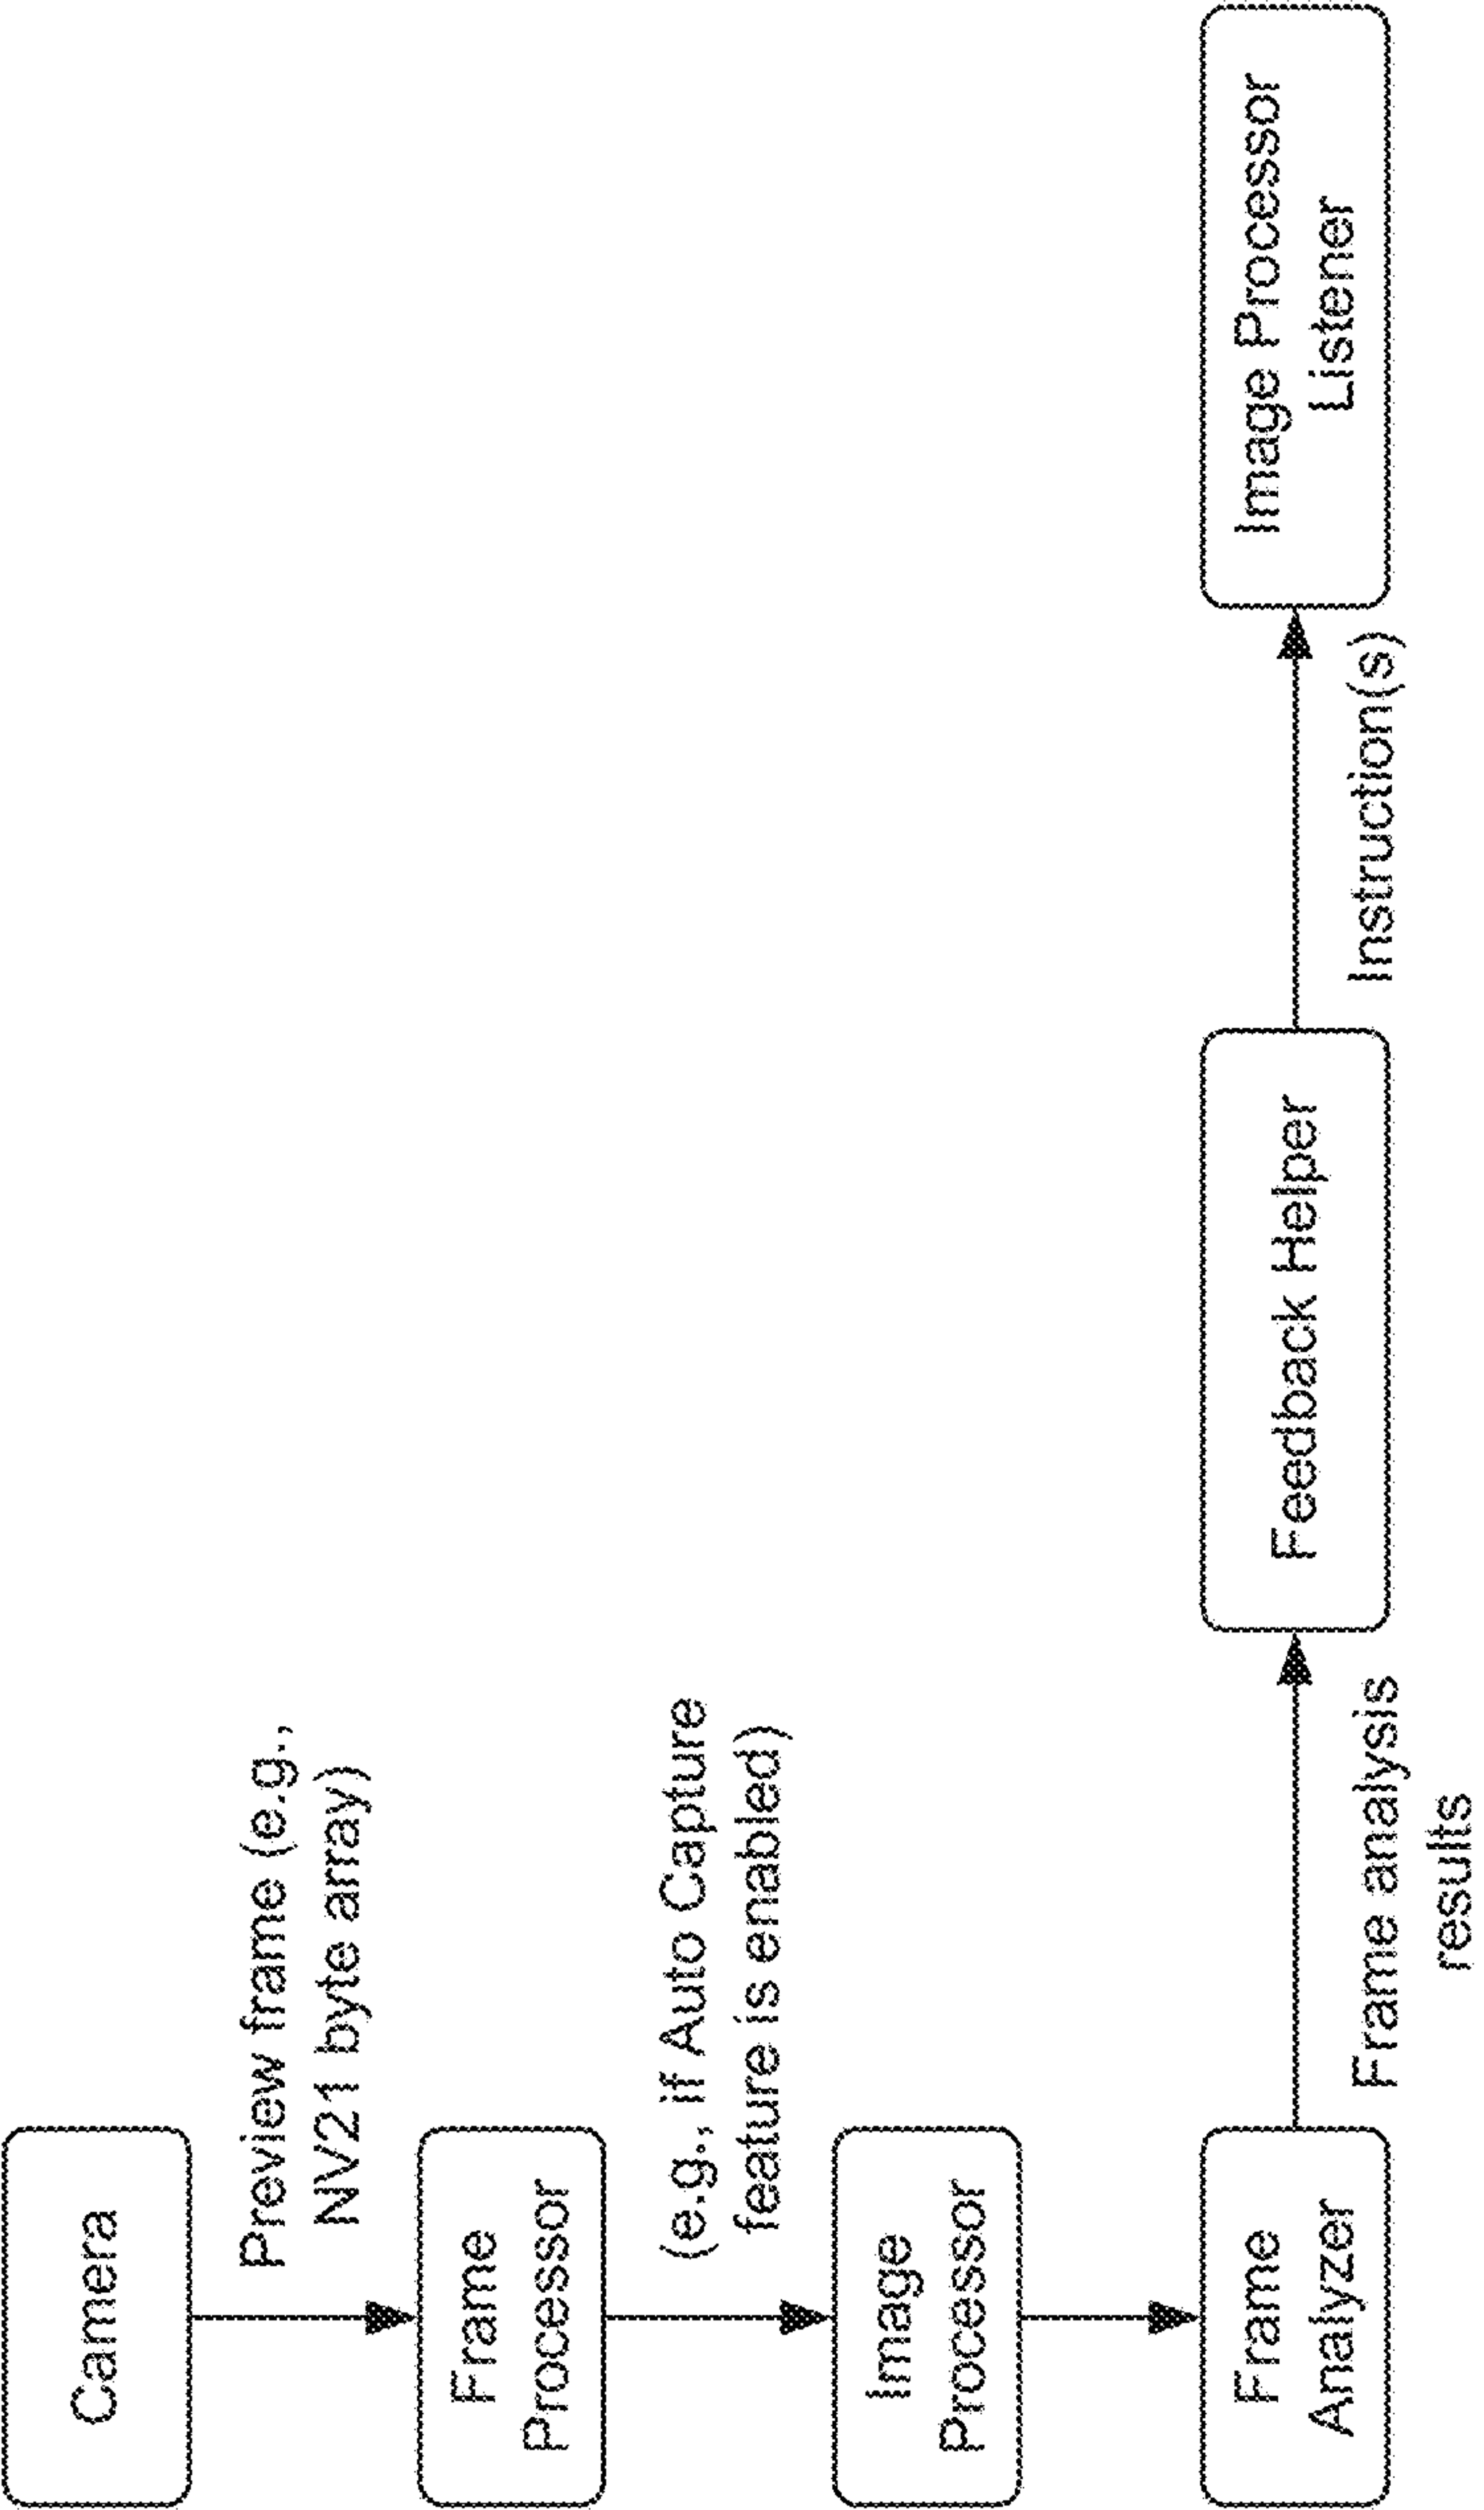 Camera
Preview frame (e.g.,
NV21 byte array)
Frame
Processor
(e.g., if Auto Capture
feature is enabled)
Image
Processor
Frame
Analyzer
Frame analysis
results
Feedback Helper
Instruction(s)
Image Processor
Listener